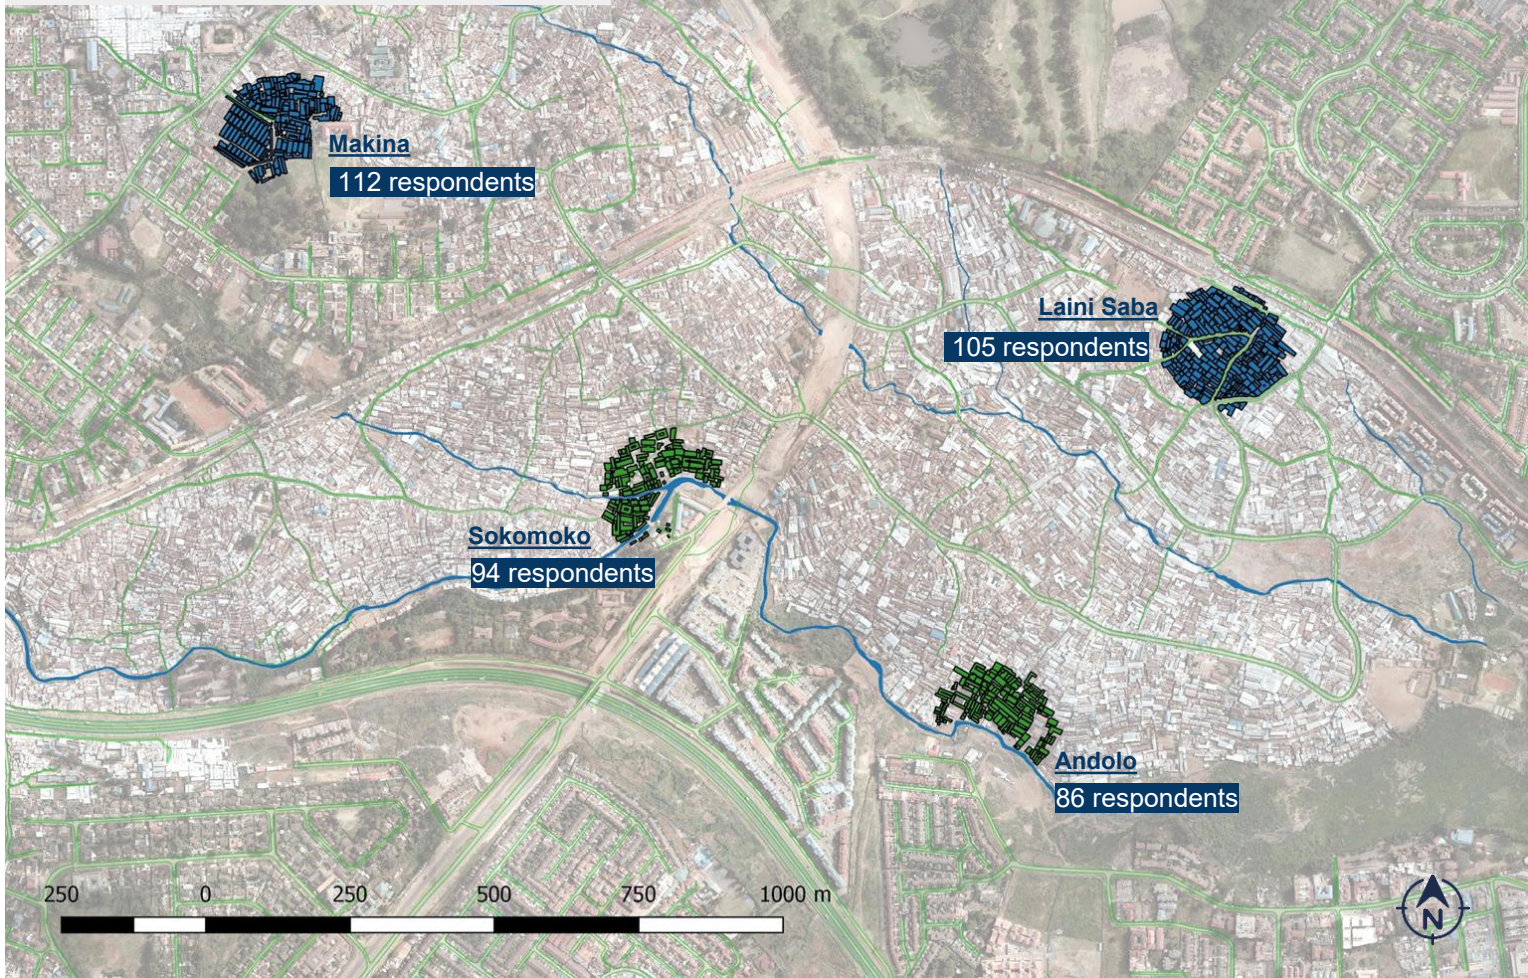 Makina
112 respondents
Laini Saba
105 respondents
Sokomoko
94 respondents
Andolo
86 respondents
250 0 250 500 750 1000 m
N